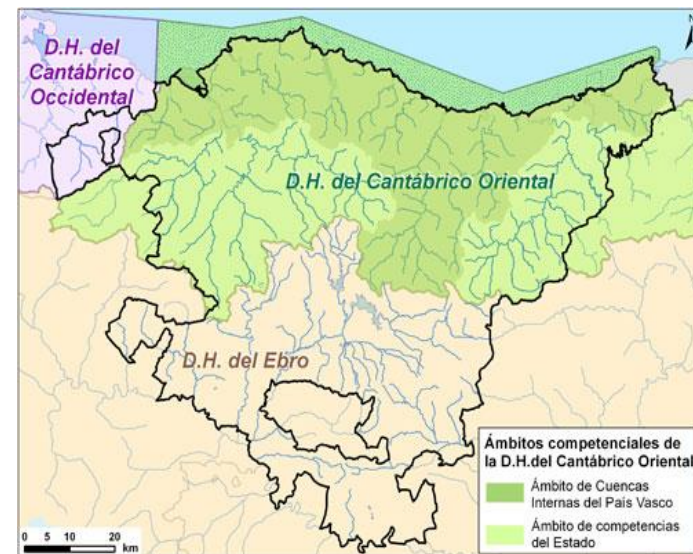 D.H. del
Cantábrico
Occidental
N
D.H. del Cantábrico Oriental
D.H. del Ebro
Ámbitos competenciales de
la D.H.del Cantábrico Oriental
Ámbito de Cuencas
Internas del País Vasco
Ámbito de competencias
del Estado
0 5 10 20
km